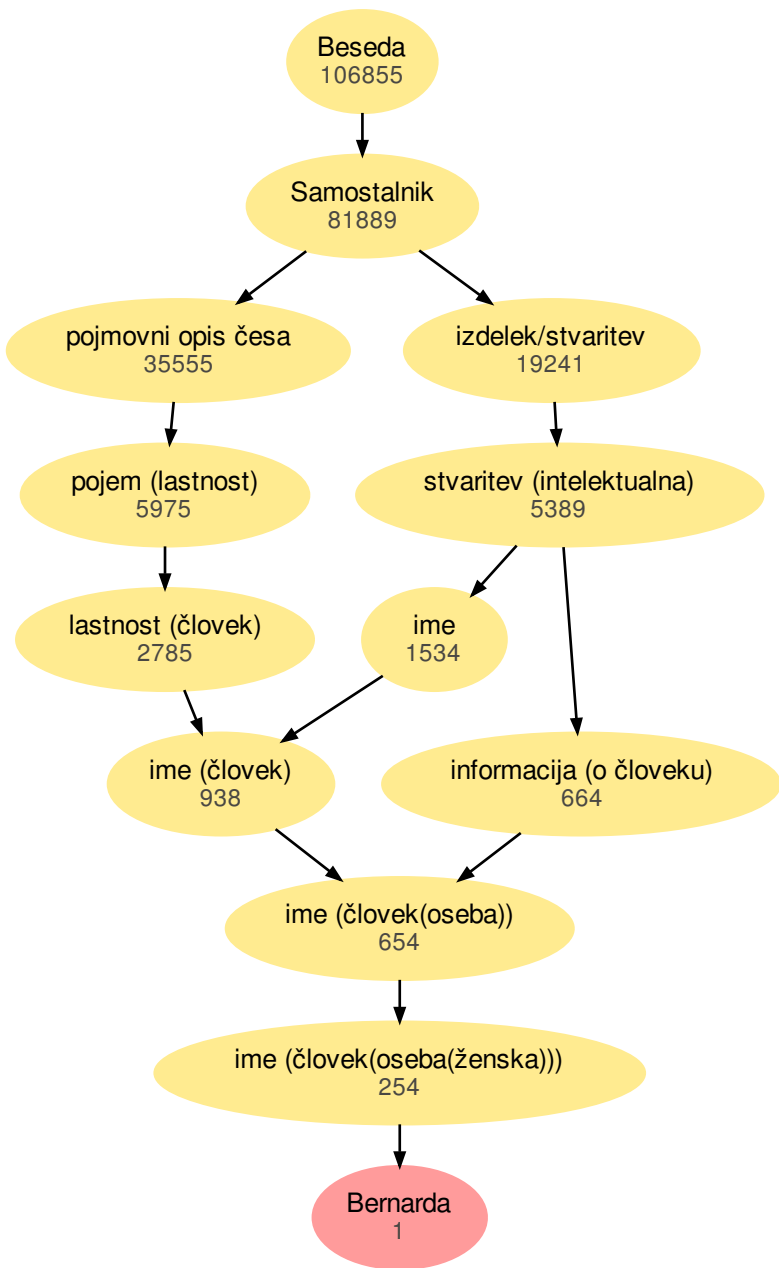 Beseda
106855
Samostalnik
81889
pojmovni opis česa
35555
izdelek/stvaritev
19241
pojem (lastnost)
5975
stvaritev (intelektualna)
5389
lastnost (človek)
2785
ime
1534
ime (človek)
938
informacija (o človeku)
664
ime (človek(oseba))
654
ime (človek(oseba(ženska)))
254
Bernarda
1